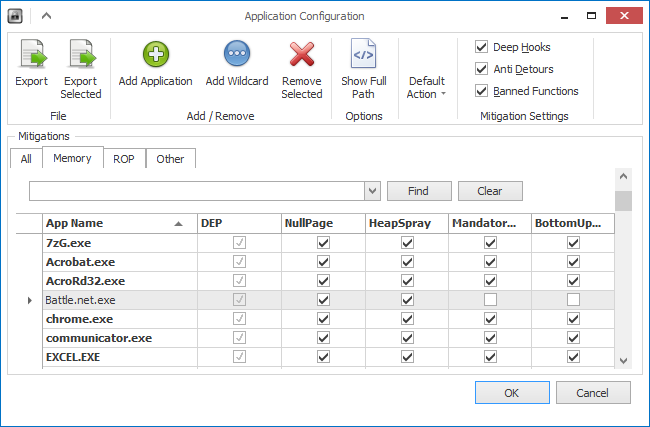 Application Configuration
Export
Export Selected
Add Application
Add Wildcard
Remove Selected
Show Full Path
Default Action
Deep Hooks
Anti Detours
Banned Functions
File
Add / Remove
Options
Mitigation Settings
Mitigations
All Memory ROP Other
Find Clear
App Name DEP NullPage HeapSpray Mandator... BottomUp...
7zG.exe
Acrobat.exe
AcroRd32.exe
Battle.net.exe
chrome.exe
communicator.exe
EXCEL.EXE
OK Cancel